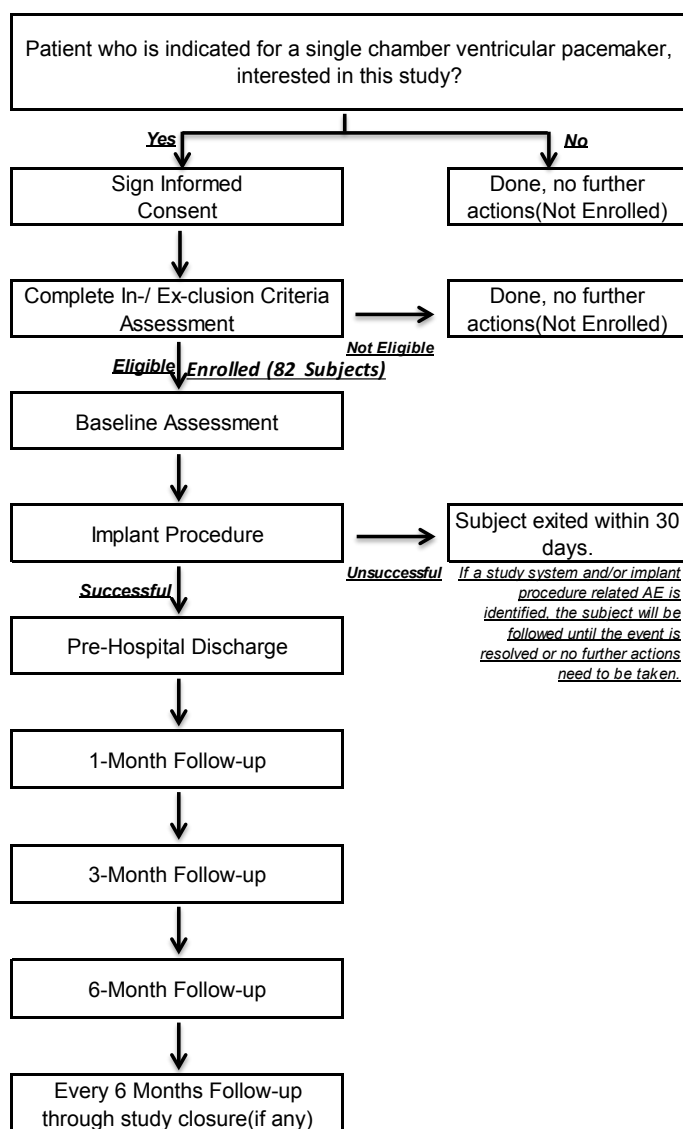 Patient who is indicated for a single chamber ventricular pacemaker,
interested in this study?
Yes
No
Sign Informed
Consent
Done, no further
actions(Not Enrolled)
Complete In-/ Ex-clusion Criteria
Assessment
Done, no further
actions(Not Enrolled)
Not Eligible
Eligible
Enrolled (82 Subjects)
Baseline Assessment
Implant Procedure
Subject exited within 30
days.
Unsuccessful
If a study system and/or implant
procedure related AE is
identified, the subject will be
followed until the event is
resolved or no further actions
need to be taken.
Successful
Pre-Hospital Discharge
1-Month Follow-up
3-Month Follow-up
6-Month Follow-up
Every 6 Months Follow-up
through study closure(if any)